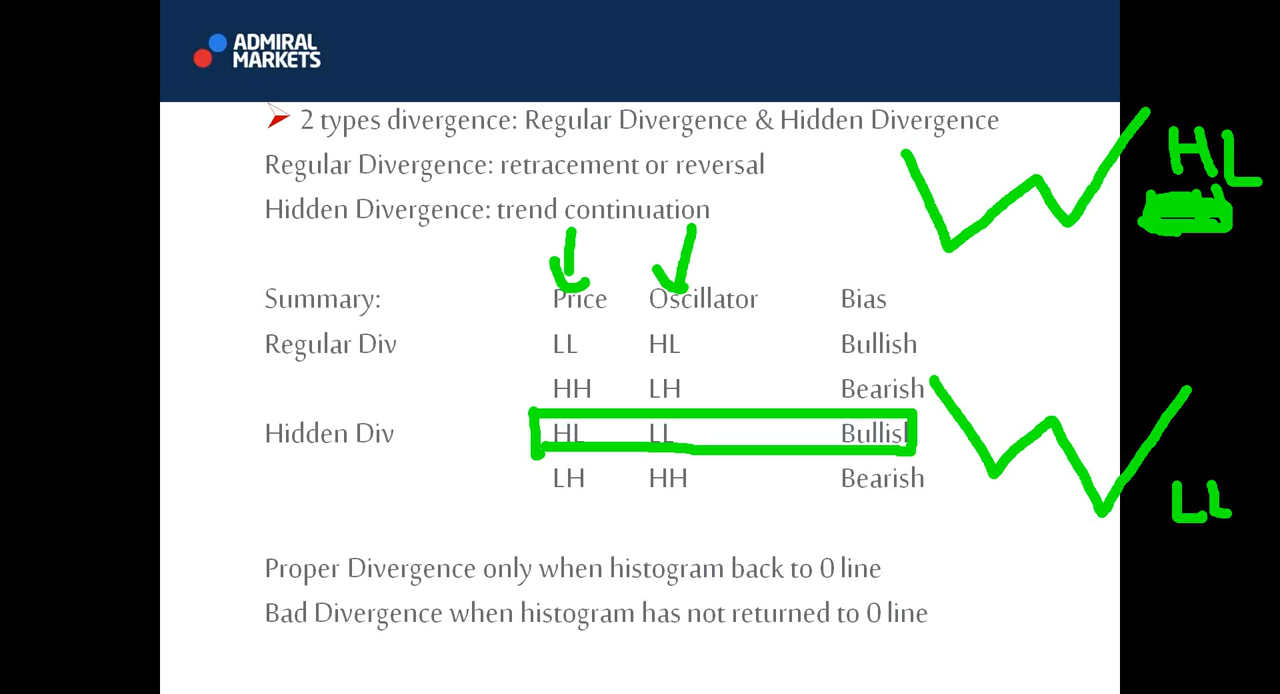 ADMIRAL
MARKETS
2 types divergence: Regular Divergence & Hidden Divergence
HL
Regular Divergence: retracement or reversal
Hidden Divergence: trend continuation
Summary: Price Oscillator Bias
Regular Div LL HL Bullish
HH LH Bearish
Hidden Div HL LL Bullish
LH HH Bearish
LL
Proper Divergence only when histogram back to 0 line
Bad Divergence when histogram has not returned to 0 line